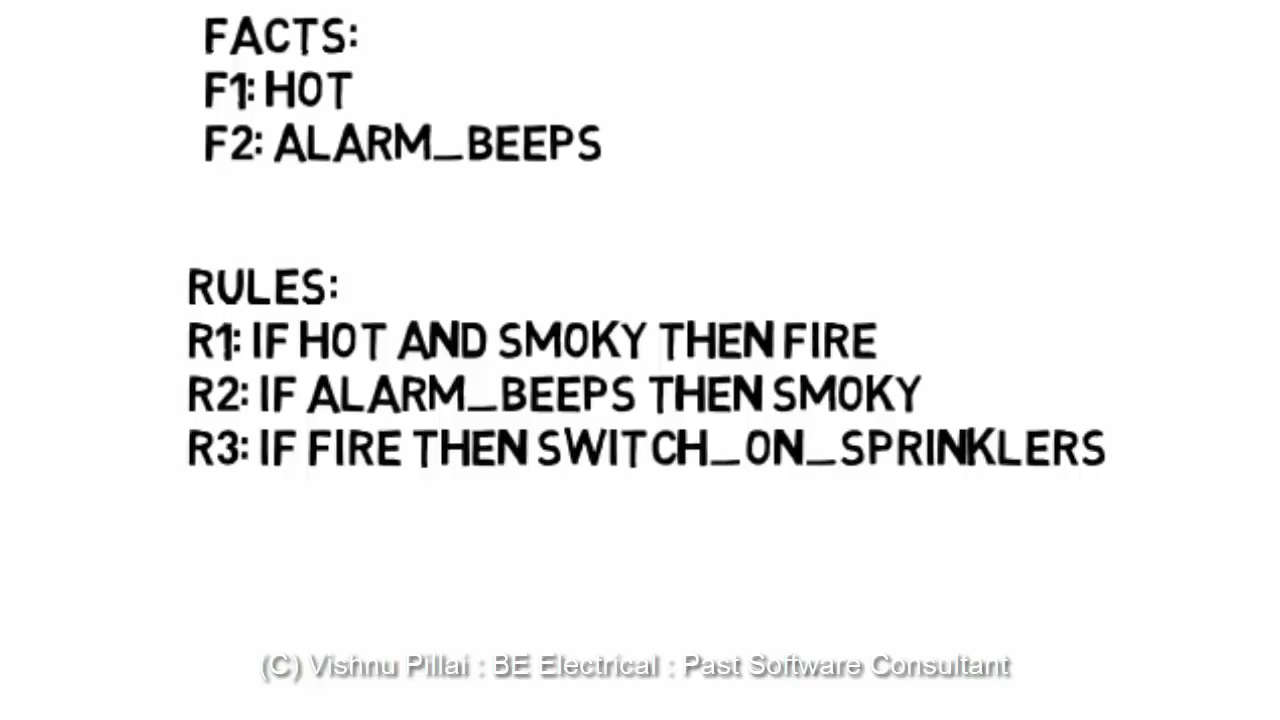 FACTS:
F1: HOT
F2: ALARM_BEEPS
RULES:
R1: IF HOT AND SMOKY THEN FIRE
R2: IF ALARM_BEEPS THEN SMOKY
R3: IF FIRE THEN SWITCH_ON_SPRINKLERS
(C) Vishnu Pillai : BE Electrical : Past Software Consultant